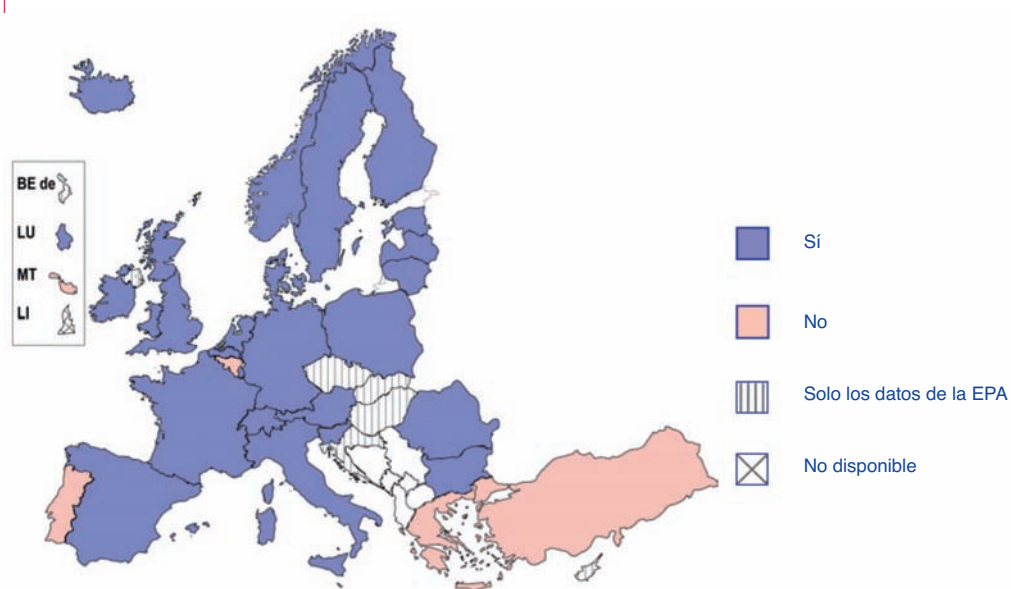 BE de
LU
MT
LI
Sí
No
Solo los datos de la EPA
No disponible